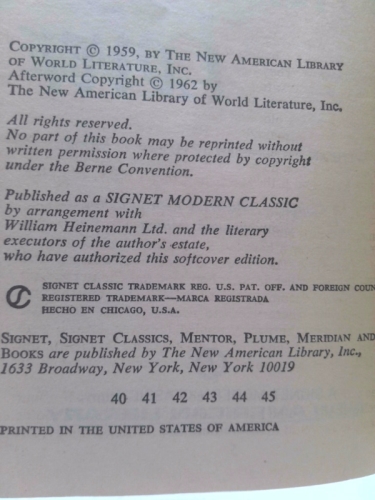 COPYRIGHT © 1959, BY THE NEW AMERICAN LIBRARY
OF WORLD LITERATURE, INC.
Afterword Copyright © 1962 by
The New American Library of World Literature, Inc.
All rights reserved.
No part of this book may be reprinted without
written permission where protected by copyright
under the Berne Convention.
Published as a SIGNET MODERN CLASSIC
by arrangement with
William Heinemann Ltd. and the literary
executors of the author's estate,
who have authorized this softcover edition.
SIGNET CLASSIC TRADEMARK REG. U.S. PAT. OFF. AND FOREIGN COUN
REGISTERED TRADEMARK—MARCA REGISTRADA
HECHO EN CHICAGO, U.S.A.
SIGNET, SIGNET CLASSICS, MENTOR, PLUME, MERIDIAN AND
BOOKS are published by The New American Library, Inc.,
1633 Broadway, New York, New York 10019
40 41 42 43 44 45
PRINTED IN THE UNITED STATES OF AMERICA